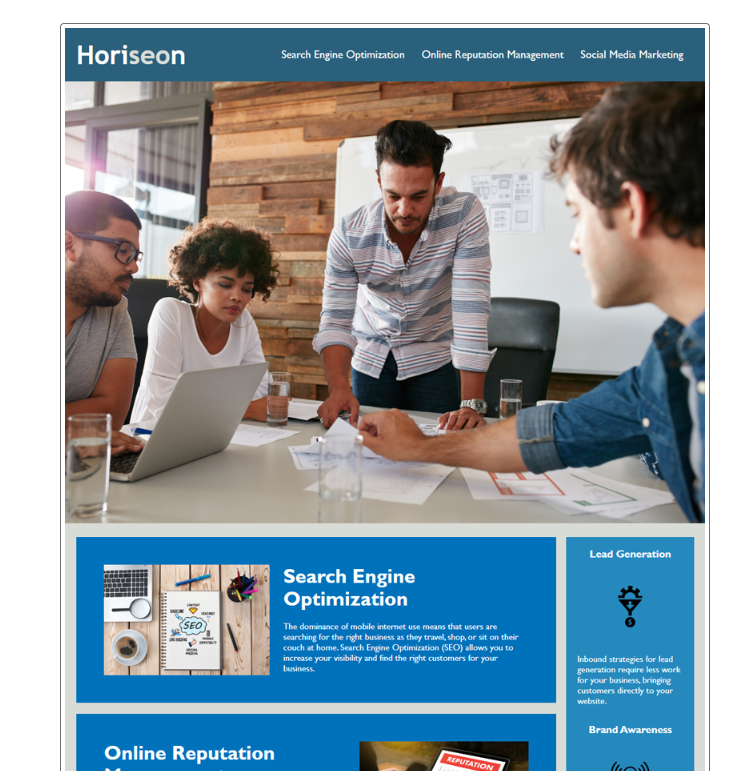 Horiseon
Search Engine Optimization
Online Reputation Management
Social Media Marketing
Search Engine
Optimization
The dominance of mobile internet use means that users are
searching for the right business as they travel, shop, or sit on their
couch at home. Search Engine Optimization (SEO) allows you to
increase your visibility and find the right customers for your
business.
SEO
Online Reputation
REPUTATION
Lead Generation
Inbound strategies for lead
generation require less work
for your business, bringing
customers directly to your
website.
Brand Awareness